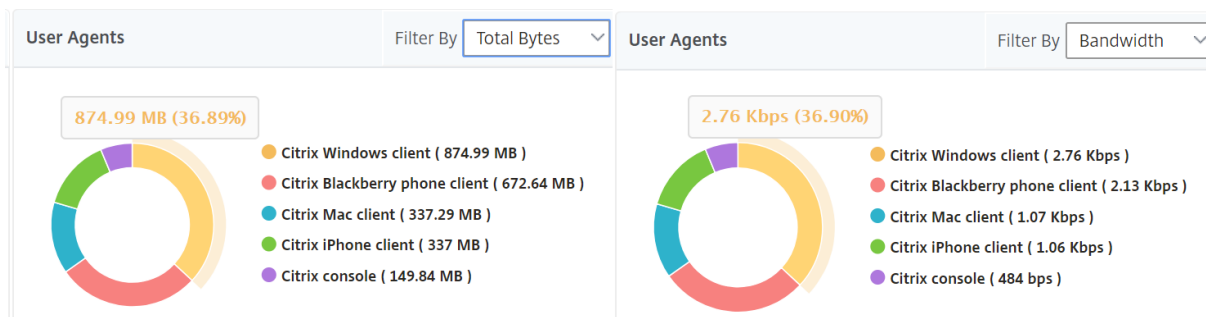 User Agents
Filter By Total Bytes
874.99 MB (36.89%)
Citrix Windows client ( 874.99 MB )
Citrix Blackberry phone client ( 672.64 MB )
Citrix Mac client ( 337.29 MB )
Citrix iPhone client ( 337 MB )
Citrix console ( 149.84 MB )
User Agents
Filter By Bandwidth
2.76 Kbps (36.90%)
Citrix Windows client ( 2.76 Kbps )
Citrix Blackberry phone client ( 2.13 Kbps )
Citrix Mac client ( 1.07 Kbps )
Citrix iPhone client ( 1.06 Kbps )
Citrix console ( 484 bps )